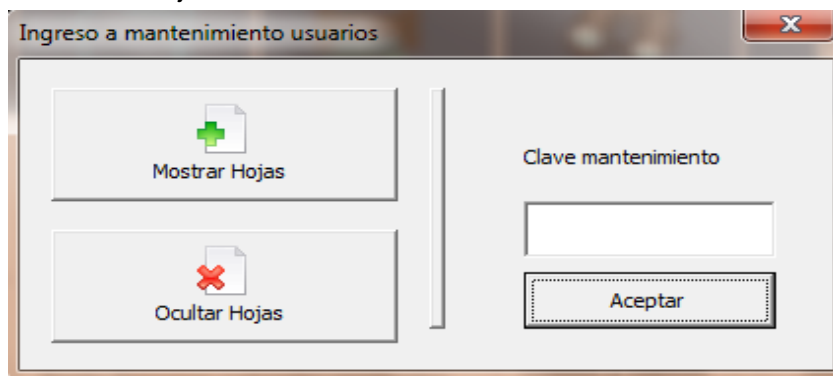 Ingreso a mantenimiento usuarios
Mostrar Hojas
Ocultar Hojas
Clave mantenimiento
Aceptar